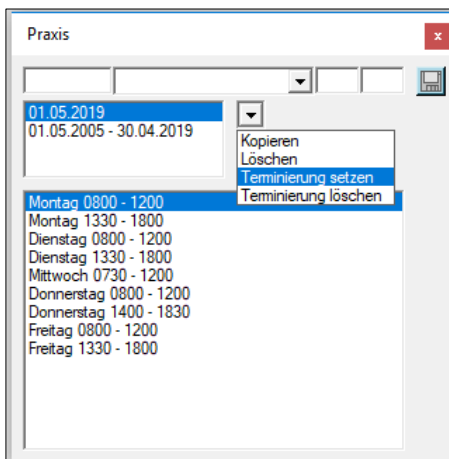 Praxis
x
01.05.2019
01.05.2005 - 30.04.2019
Kopieren
Löschen
Terminierung setzen
Terminierung löschen
Montag 0800 - 1200
Montag 1330 - 1800
Dienstag 0800 - 1200
Dienstag 1330 - 1800
Mittwoch 0730 - 1200
Donnerstag 0800 - 1200
Donnerstag 1400 - 1830
Freitag 0800 - 1200
Freitag 1330 - 1800